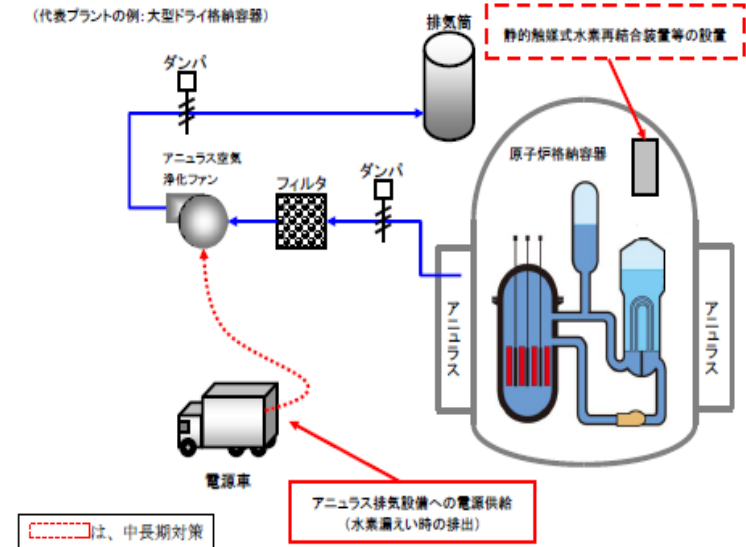 （代表プラントの例：大型ドライ格納容器）
排気筒
静的触媒式水素再結合装置等の設置
ダンパ
アニュラス空気
浄化ファン
フィルタ
ダンパ
原子炉格納容器
アニュラス
アニュラス
電源車
アニュラス排気設備への電源供給
（水素漏えい時の排出）
は、中長期対策